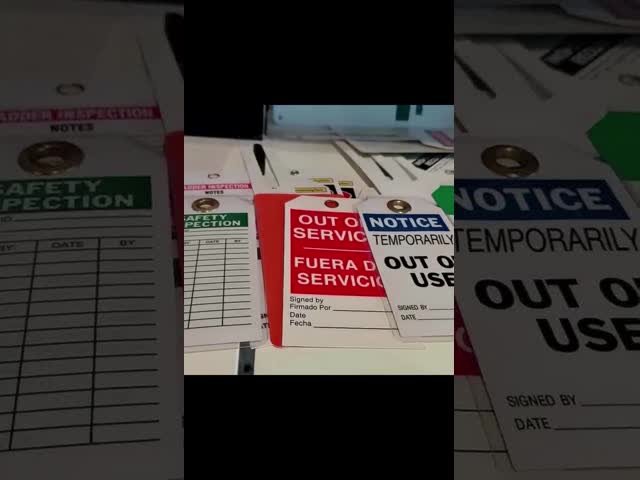 LADDER INSPECTION
NOTES
SAFETY
INSPECTION
DATE
BY:
OUT O
SERVIC
FUERA D
SERVICIO
Signed by
Firmado Por
Date
Fecha
NOTICE
TEMPORARILY
OUT OF
USE
SIGNED BY
DATE